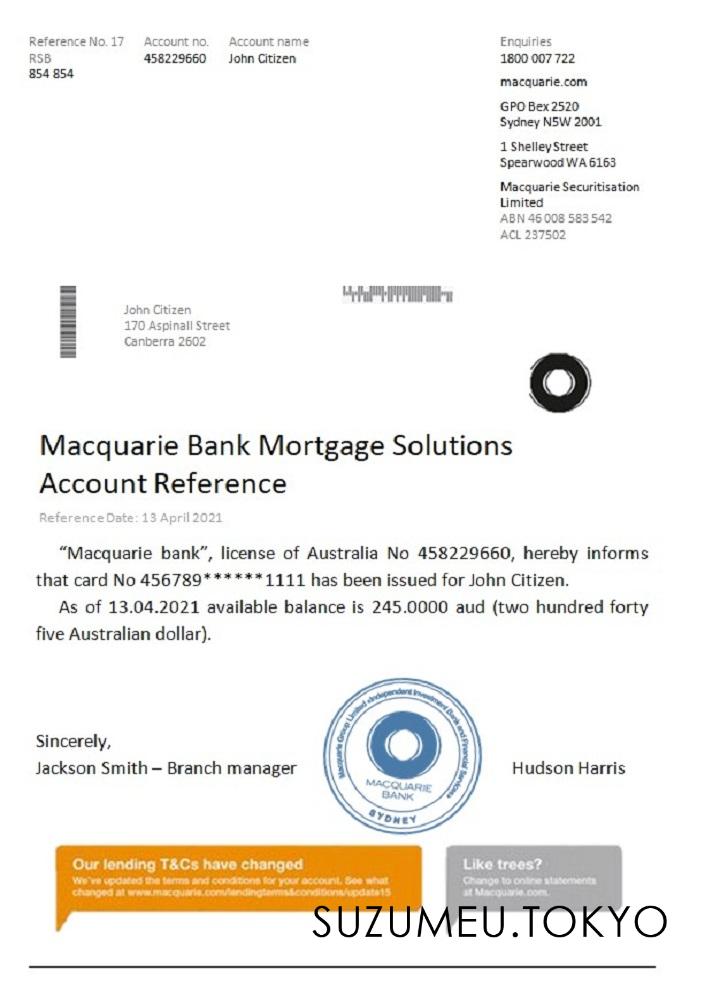 Reference No. 17 Account no. Account name
RSB 458229660 John Citizen
854 854
Enquiries
1800 007 722
macquarie.com
GPO Bex 2520
Sydney N5W 2001
1 Shelley Street
Spearwood WA 6163
Macquarie Securitisation
Limited
ABN 46 008 583 542
ACL 237502
John Citizen
170 Aspinall Street
Canberra 2602
Macquarie Bank Mortgage Solutions
Account Reference
Reference Date: 13 April 2021
“Macquarie bank”, license of Australia No 458229660, hereby informs
that card No 456789******1111 has been issued for John Citizen.
As of 13.04.2021 available balance is 245.0000 aud (two hundred forty
five Australian dollar).
Sincerely,
Jackson Smith – Branch manager
Hudson Harris
Macquarie Group Limited •Independent Investment Bank and Financial Services•
MACQUARIE
BANK
SYDNEY
Our lending T&Cs have changed
We've updated the terms and conditions for your account. See what
changed at www.macquarie.com/lendingterms&conditions/update15
Like trees?
Change to online statements
at Macquarie.com.
SUZUMEU.TOKYO